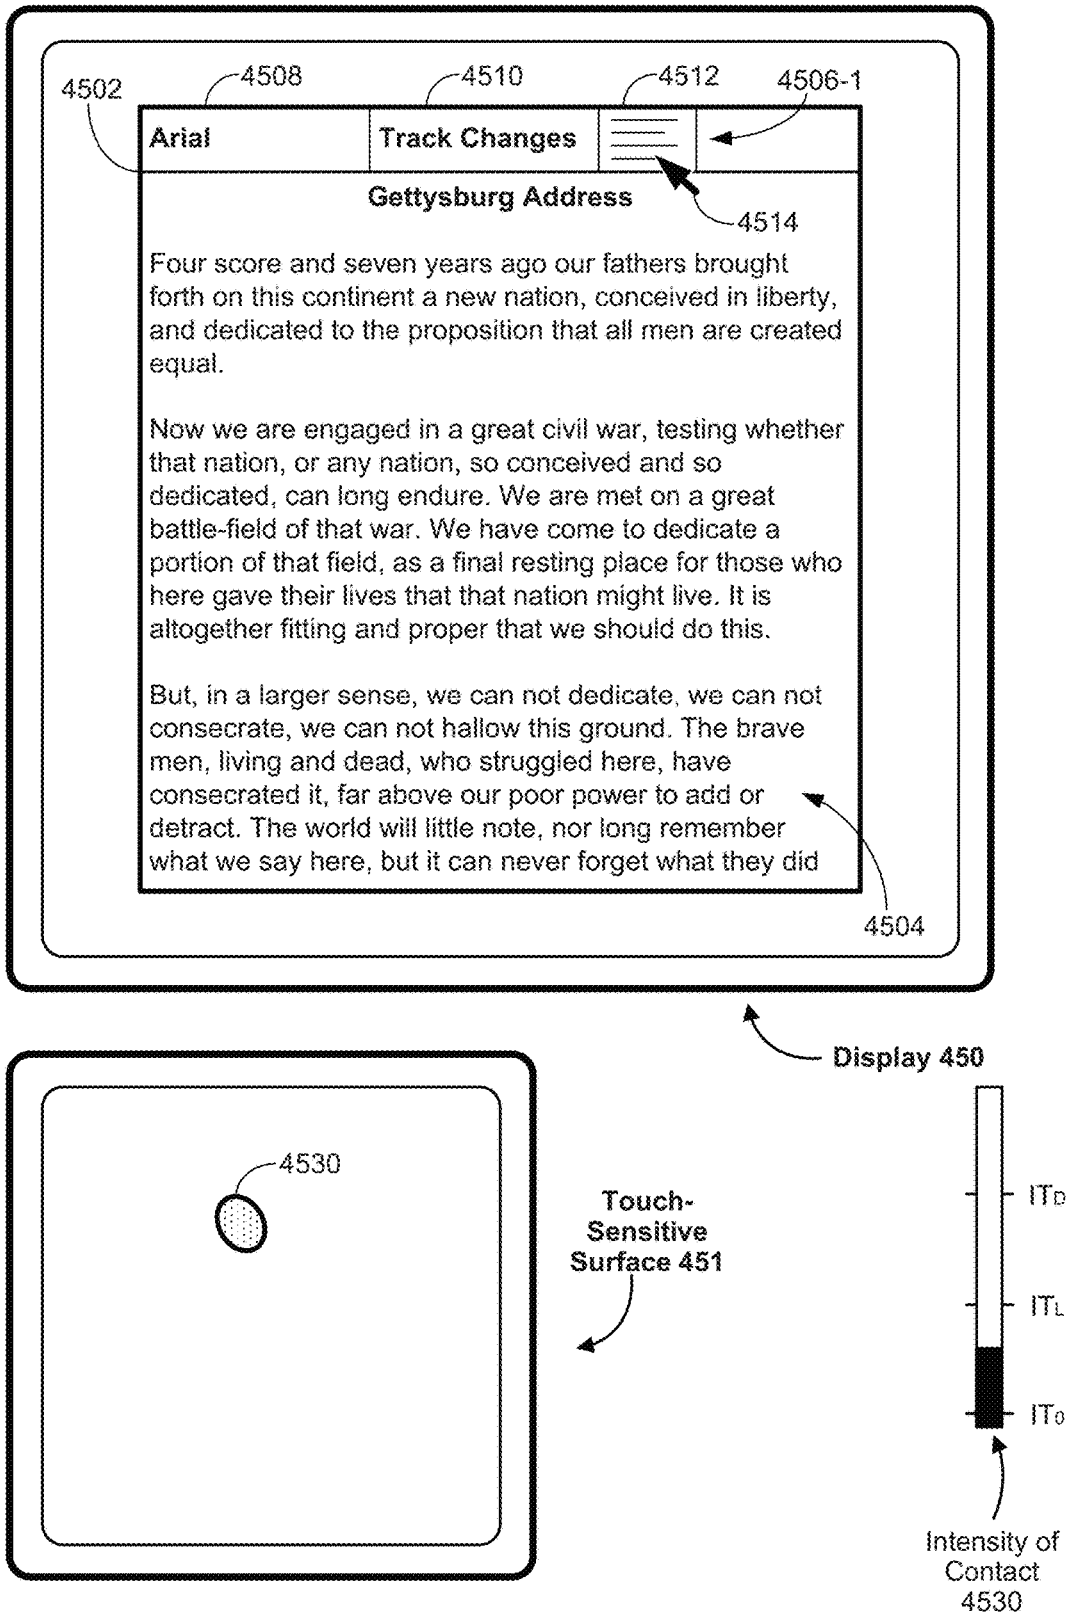 4502
4508
4510
4512
4506-1
Arial
Track Changes
Gettysburg Address
4514
Four score and seven years ago our fathers brought
forth on this continent a new nation, conceived in liberty,
and dedicated to the proposition that all men are created
equal.
Now we are engaged in a great civil war, testing whether
that nation, or any nation, so conceived and so
dedicated, can long endure. We are met on a great
battle-field of that war. We have come to dedicate a
portion of that field, as a final resting place for those who
here gave their lives that that nation might live. It is
altogether fitting and proper that we should do this.
But, in a larger sense, we can not dedicate, we can not
consecrate, we can not hallow this ground. The brave
men, living and dead, who struggled here, have
consecrated it, far above our poor power to add or
detract. The world will little note, nor long remember
what we say here, but it can never forget what they did
4504
Display 450
4530
Touch-
Sensitive
Surface 451
ITD
ITL
IT0
Intensity of
Contact
4530